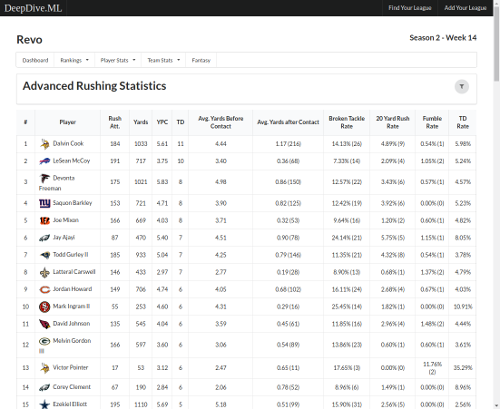 DeepDive.ML Find Your League Add Your League
Revo Season 2 - Week 14
Dashboard Rankings Player Stats Team Stats Fantasy
Advanced Rushing Statistics
# Player Rush Att. Yards YPC TD Avg. Yards Before Contact Avg. Yards after Contact Broken Tackle Rate 20 Yard Rush Rate Fumble Rate TD Rate
1 Dalvin Cook 184 1033 5.61 11 4.44 1.17 (216) 14.13% (26) 4.89% (9) 0.54% (1) 5.98%
2 LeSean McCoy 191 717 3.75 10 3.40 0.36 (68) 7.33% (14) 2.09% (4) 1.05% (2) 5.24%
3 Devonta Freeman 175 1021 5.83 8 4.98 0.86 (150) 12.57% (22) 3.43% (6) 0.57% (1) 4.57%
4 Saquon Barkley 153 721 4.71 8 3.90 0.82 (125) 12.42% (19) 3.92% (6) 0.00% (0) 5.23%
5 Joe Mixon 166 669 4.03 8 3.71 0.32 (53) 9.64% (16) 1.20% (2) 0.60% (1) 4.82%
6 Jay Ajayi 87 470 5.40 7 4.51 0.90 (78) 24.14% (21) 5.75% (5) 1.15% (1) 8.05%
7 Todd Gurley II 185 933 5.04 7 4.25 0.79 (146) 11.35% (21) 4.32% (8) 0.54% (1) 3.78%
8 Latteral Carswell 146 433 2.97 7 2.77 0.19 (28) 8.90% (13) 0.68% (1) 1.37% (2) 4.79%
9 Jordan Howard 149 706 4.74 6 4.05 0.68 (102) 16.11% (24) 2.68% (4) 0.67% (1) 4.03%
10 Mark Ingram II 55 253 4.60 6 4.31 0.29 (16) 25.45% (14) 1.82% (1) 0.00% (0) 10.91%
11 David Johnson 135 545 4.04 6 3.59 0.45 (61) 11.85% (16) 2.96% (4) 1.48% (2) 4.44%
12 Melvin Gordon III 166 597 3.60 6 3.06 0.54 (89) 13.86% (23) 0.60% (1) 0.60% (1) 3.61%
13 Victor Pointer 17 53 3.12 6 2.47 0.65 (11) 17.65% (3) 0.00% (0) 11.76% (2) 35.29%
14 Corey Clement 67 190 2.84 6 2.06 0.78 (52) 8.96% (6) 1.49% (1) 0.00% (0) 8.96%
15 Ezekiel Elliott 195 1110 5.69 5 5.18 0.51 (99) 15.90% (31) 2.56% (5) 0.00% (0) 2.56%